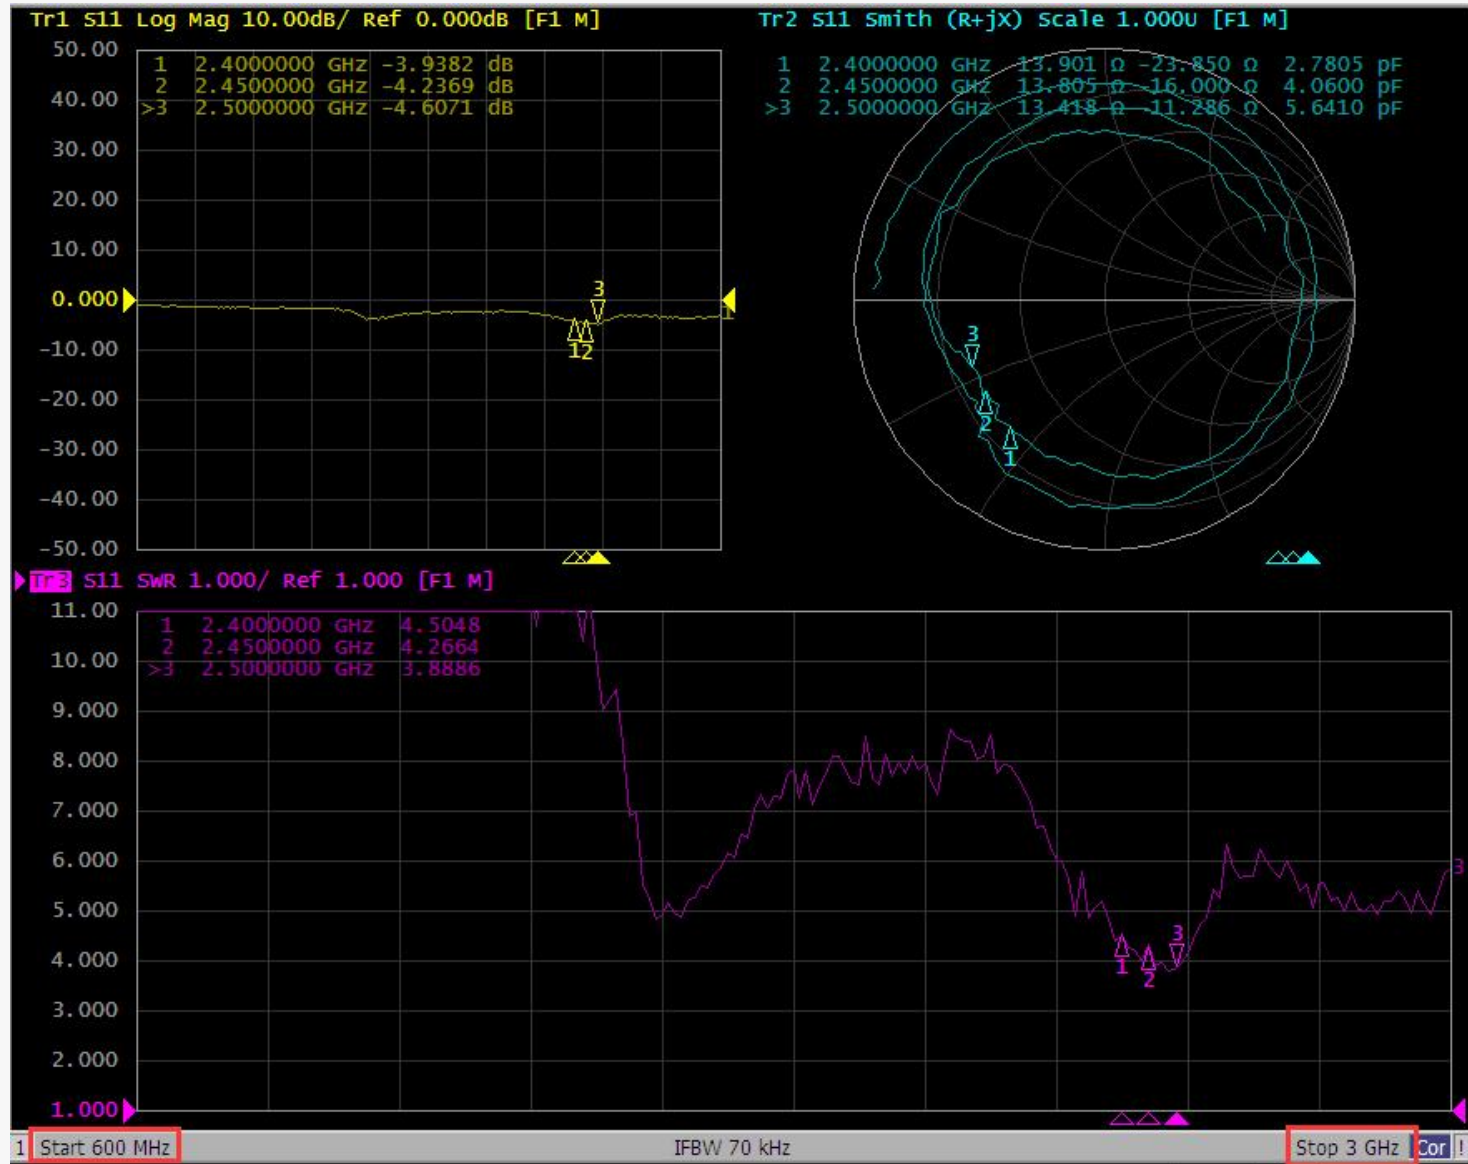 Tr1 S11 Log Mag 10.00dB/ Ref 0.000dB [F1 M]
50.00
1 2.4000000 GHz -3.9382 dB
2 2.4500000 GHz -4.2369 dB
>3 2.5000000 GHz -4.6071 dB
40.00
30.00
20.00
10.00
0.000
-10.00
-20.00
-30.00
-40.00
-50.00
3
1
12
Tr2 S11 Smith (R+jX) Scale 1.000U [F1 M]
1 2.4000000 GHz 13.901 Ω -23.850 Ω 2.7805 pF
2 2.4500000 GHz 13.805 Ω -16.000 Ω 4.0600 pF
>3 2.5000000 GHz 13.418 Ω -11.286 Ω 5.6410 pF
3
2
1
Tr3 S11 SWR 1.000/ Ref 1.000 [F1 M]
11.00
1 2.4000000 GHz 4.5048
2 2.4500000 GHz 4.2664
>3 2.5000000 GHz 3.8886
10.00
9.000
8.000
7.000
6.000
5.000
4.000
3.000
2.000
1.000
3
3
1
2
1 Start 600 MHz IFBW 70 kHz Stop 3 GHz Cor !